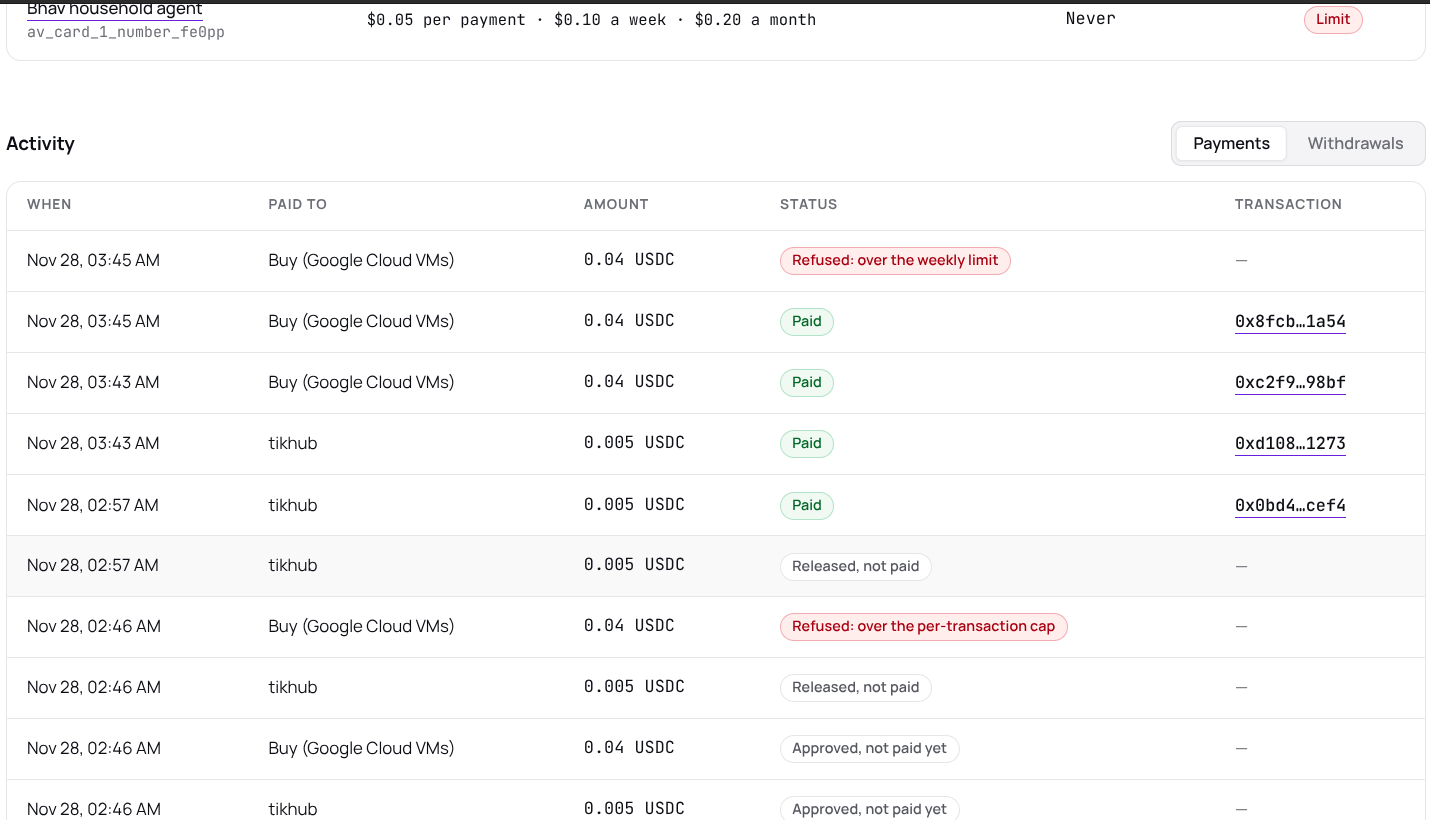 Bhav household agent
$0.05 per payment · $0.10 a week · $0.20 a month
Never
Limit
av_card_1_number_fe0pp
Activity
Payments
Withdrawals
WHEN PAID TO AMOUNT STATUS TRANSACTION
Nov 28, 03:45 AM Buy (Google Cloud VMs) 0.04 USDC Refused: over the weekly limit —
Nov 28, 03:45 AM Buy (Google Cloud VMs) 0.04 USDC Paid 0x8fcb…1a54
Nov 28, 03:43 AM Buy (Google Cloud VMs) 0.04 USDC Paid 0xc2f9…98bf
Nov 28, 03:43 AM tikhub 0.005 USDC Paid 0xd108…1273
Nov 28, 02:57 AM tikhub 0.005 USDC Paid 0x0bd4…cef4
Nov 28, 02:57 AM tikhub 0.005 USDC Released, not paid —
Nov 28, 02:46 AM Buy (Google Cloud VMs) 0.04 USDC Refused: over the per-transaction cap —
Nov 28, 02:46 AM tikhub 0.005 USDC Released, not paid —
Nov 28, 02:46 AM Buy (Google Cloud VMs) 0.04 USDC Approved, not paid yet —
Nov 28, 02:46 AM tikhub 0.005 USDC Approved, not paid yet —